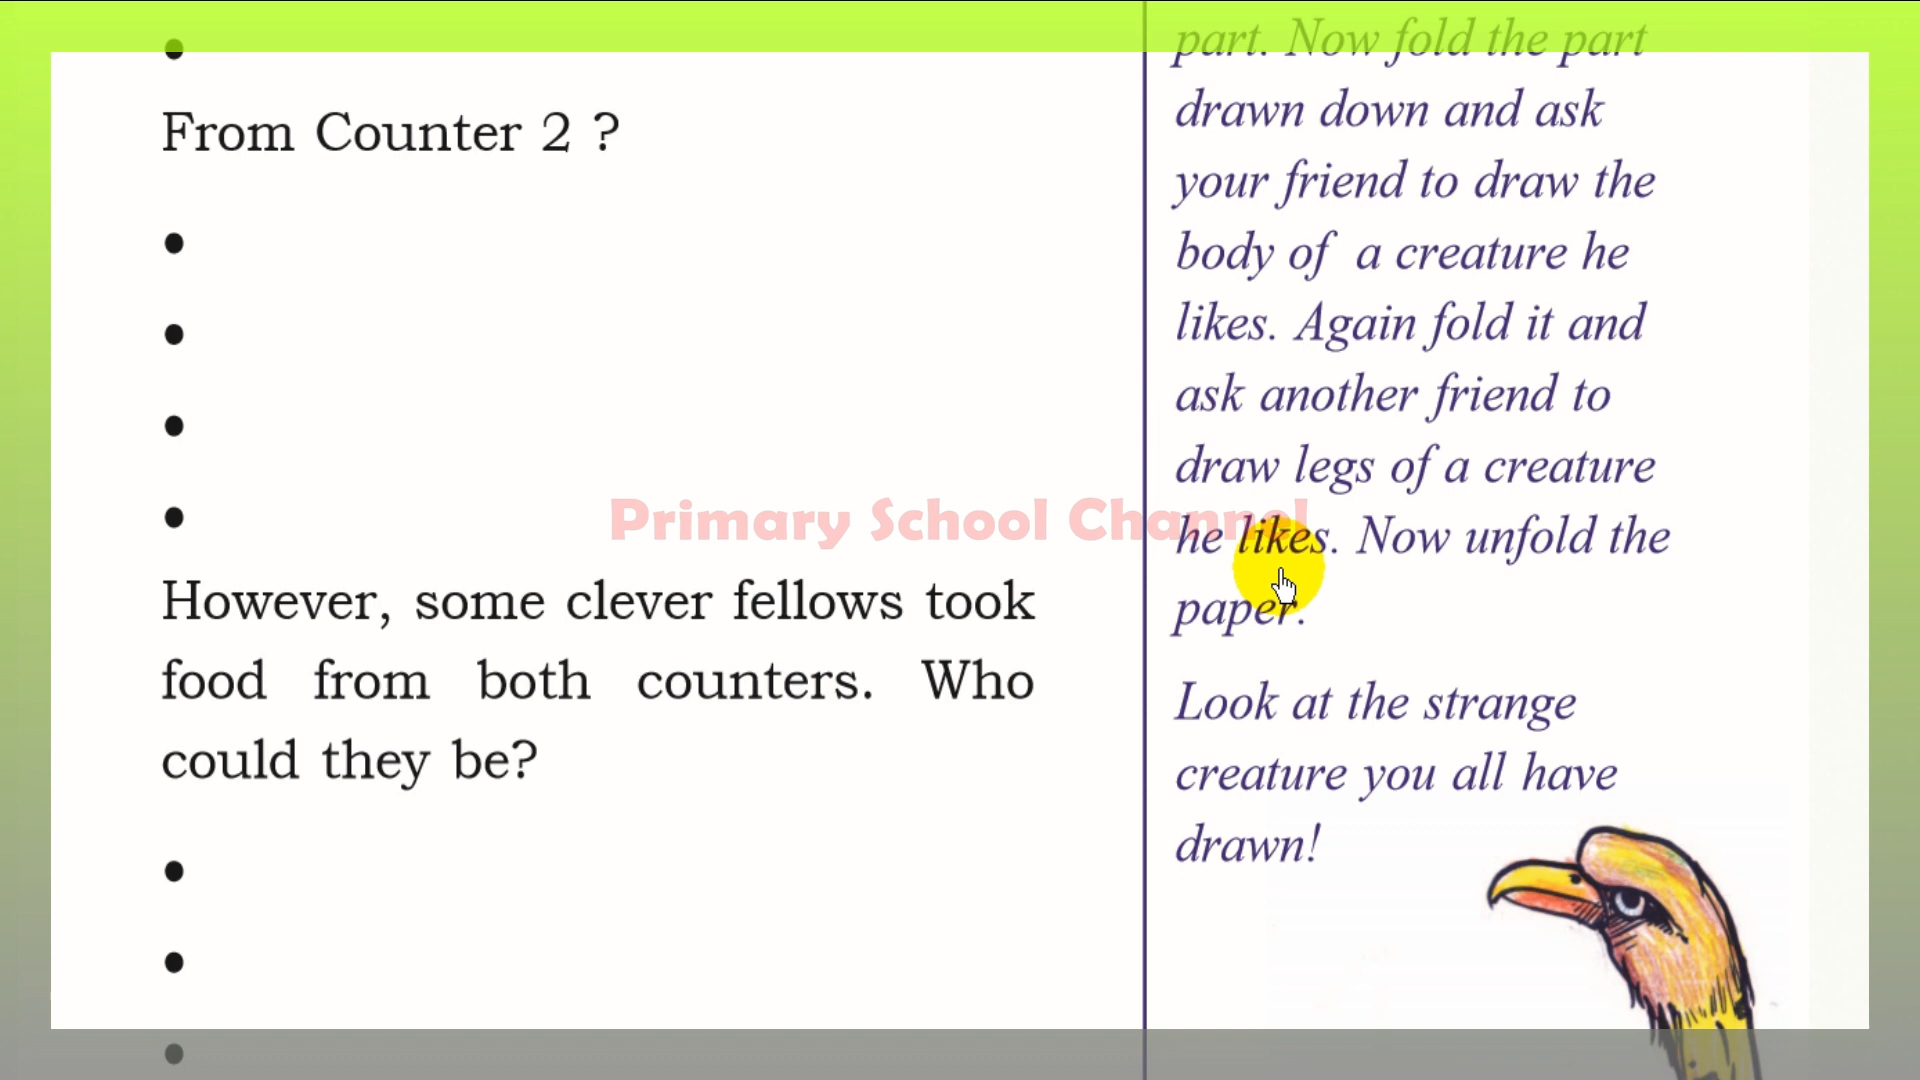 From Counter 2 ?
•
•
•
•
However, some clever fellows took
food from both counters. Who
could they be?
•
•
•
part. Now fold the part
drawn down and ask
your friend to draw the
body of a creature he
likes. Again fold it and
ask another friend to
draw legs of a creature
he likes. Now unfold the
paper.
Look at the strange
creature you all have
drawn!
Primary School Channel